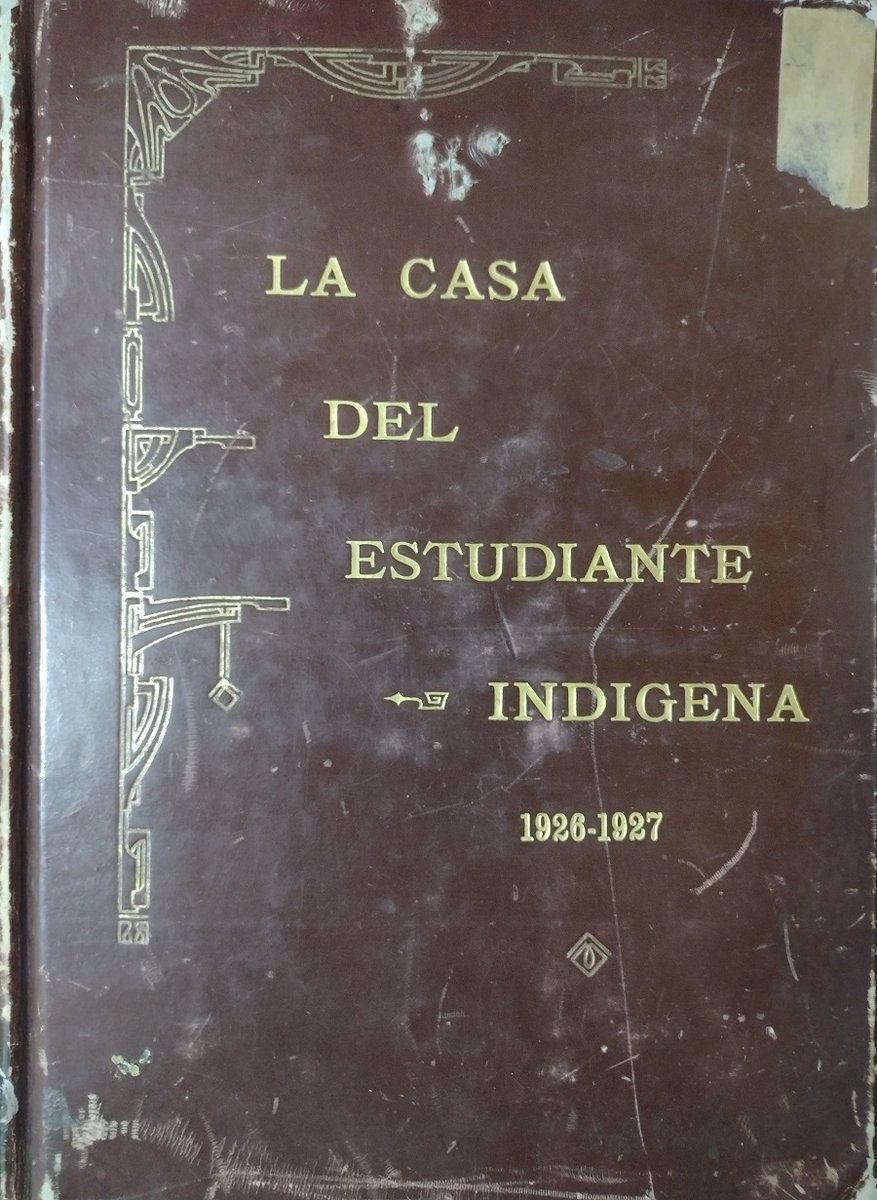 LA CASA
DEL
ESTUDIANTE
INDIGENA
1926-1927